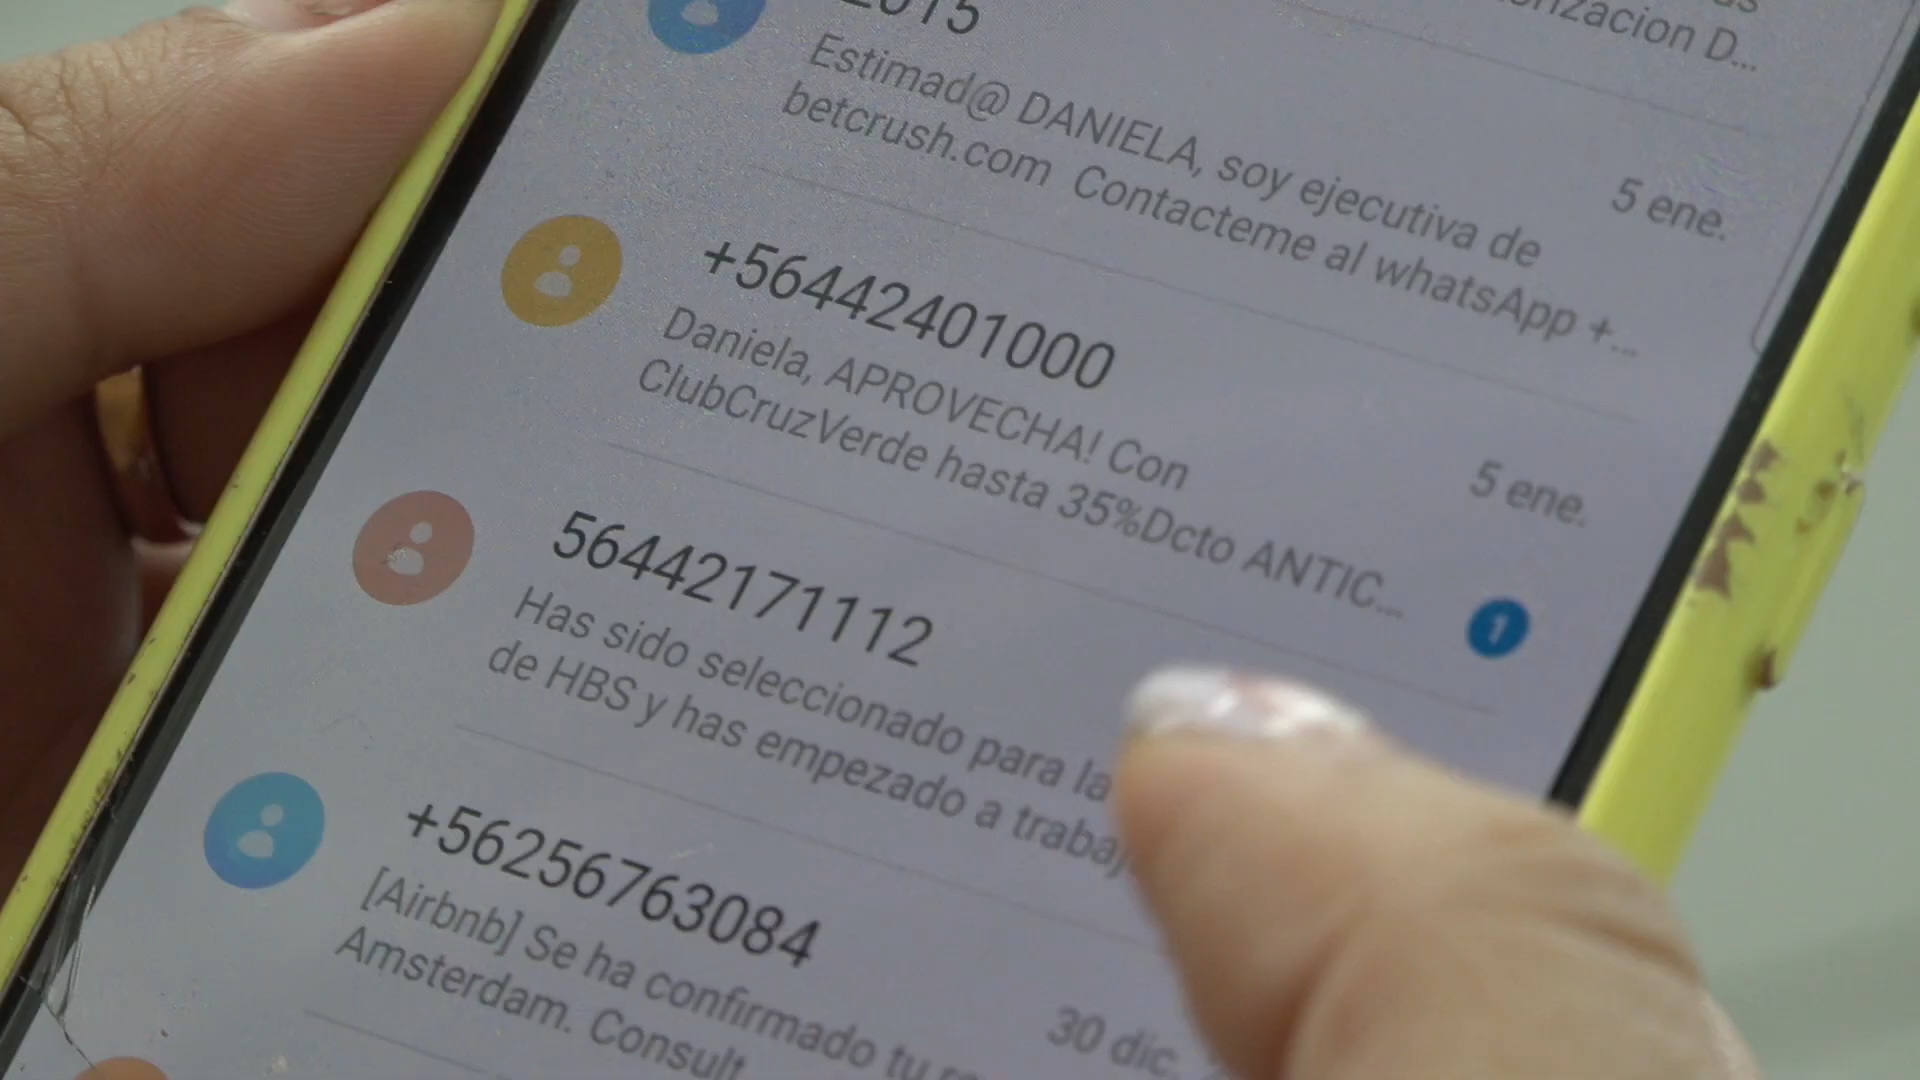 D...
2015
Estimad@ DANIELA, soy ejecutiva de
betcrush.com Contacteme al whatsApp +...
5 ene.
+56442401000
Daniela, APROVECHA! Con
ClubCruzVerde hasta 35%Dcto ANTIC...
5 ene.
1
56442171112
Has sido seleccionado para la
de HBS y has empezado a trabaj
+56256763084
[Airbnb] Se ha confirmado tu
Amsterdam. Consult
30 dic.